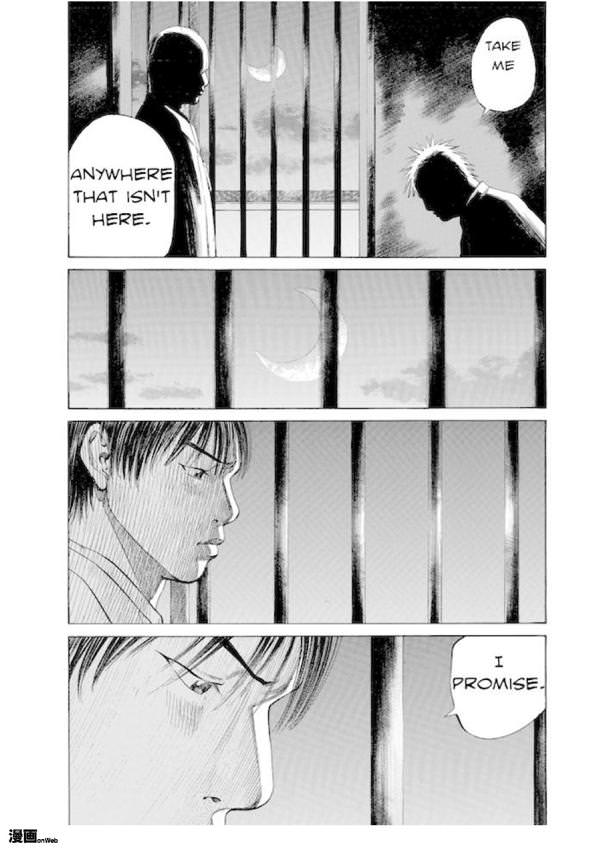 TAKE
ME
ANYWHERE
THAT ISN'T
HERE.
I
PROMISE.
漫画onWeb